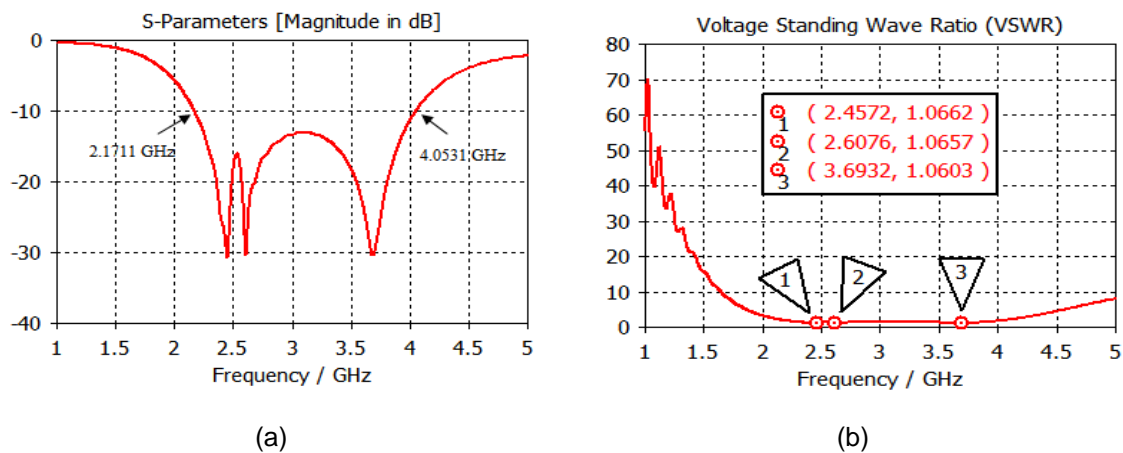 S-Parameters [Magnitude in dB]
0
-10
-20
-30
-40
2.1711 GHz
4.0531 GHz
1 1.5 2 2.5 3 3.5 4 4.5 5
Frequency / GHz
(a)
Voltage Standing Wave Ratio (VSWR)
80
70
60
50
40
30
20
10
0
1 ( 2.4572, 1.0662 )
2 ( 2.6076, 1.0657 )
3 ( 3.6932, 1.0603 )
1 2 3
1 1.5 2 2.5 3 3.5 4 4.5 5
Frequency / GHz
(b)